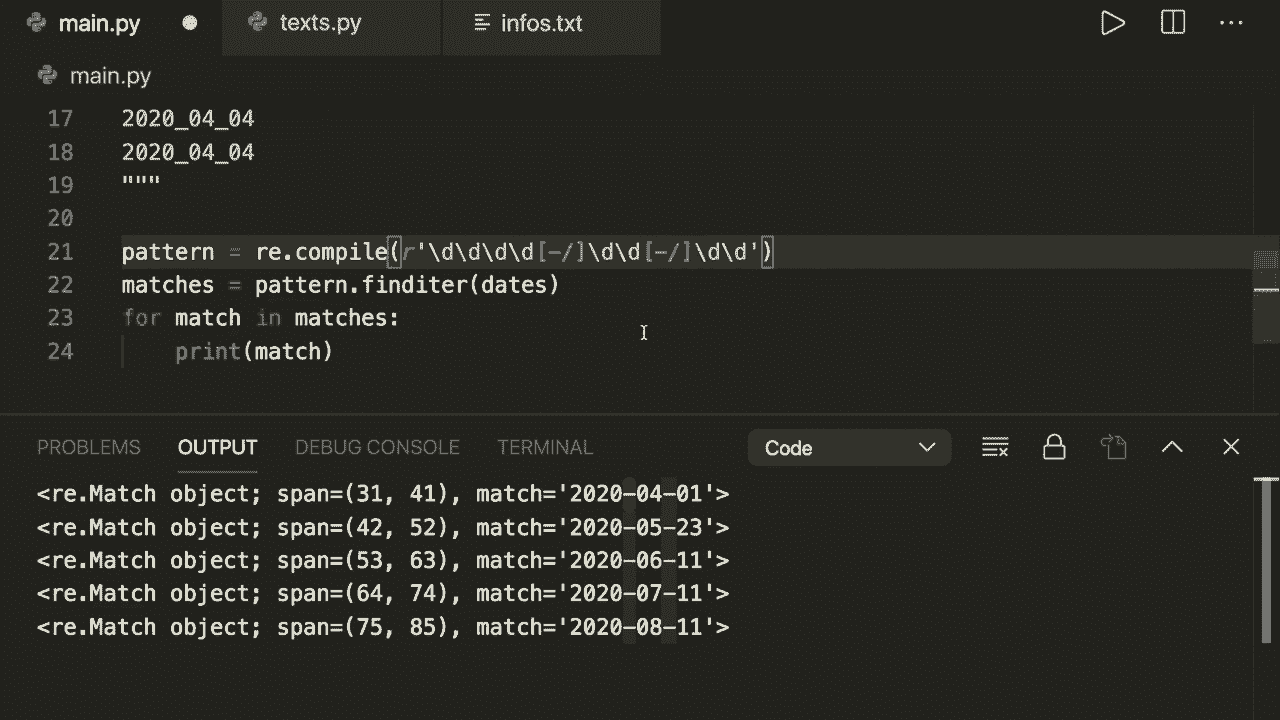 main.py
texts.py
infos.txt
main.py
17 2020_04_04
18 2020_04_04
19 """
20
21 pattern = re.compile(r'\d\d\d\d[-/]\d\d[-/]\d\d')
22 matches = pattern.finditer(dates)
23 for match in matches:
24     print(match)
PROBLEMS OUTPUT DEBUG CONSOLE TERMINAL Code
<re.Match object; span=(31, 41), match='2020-04-01'>
<re.Match object; span=(42, 52), match='2020-05-23'>
<re.Match object; span=(53, 63), match='2020-06-11'>
<re.Match object; span=(64, 74), match='2020-07-11'>
<re.Match object; span=(75, 85), match='2020-08-11'>